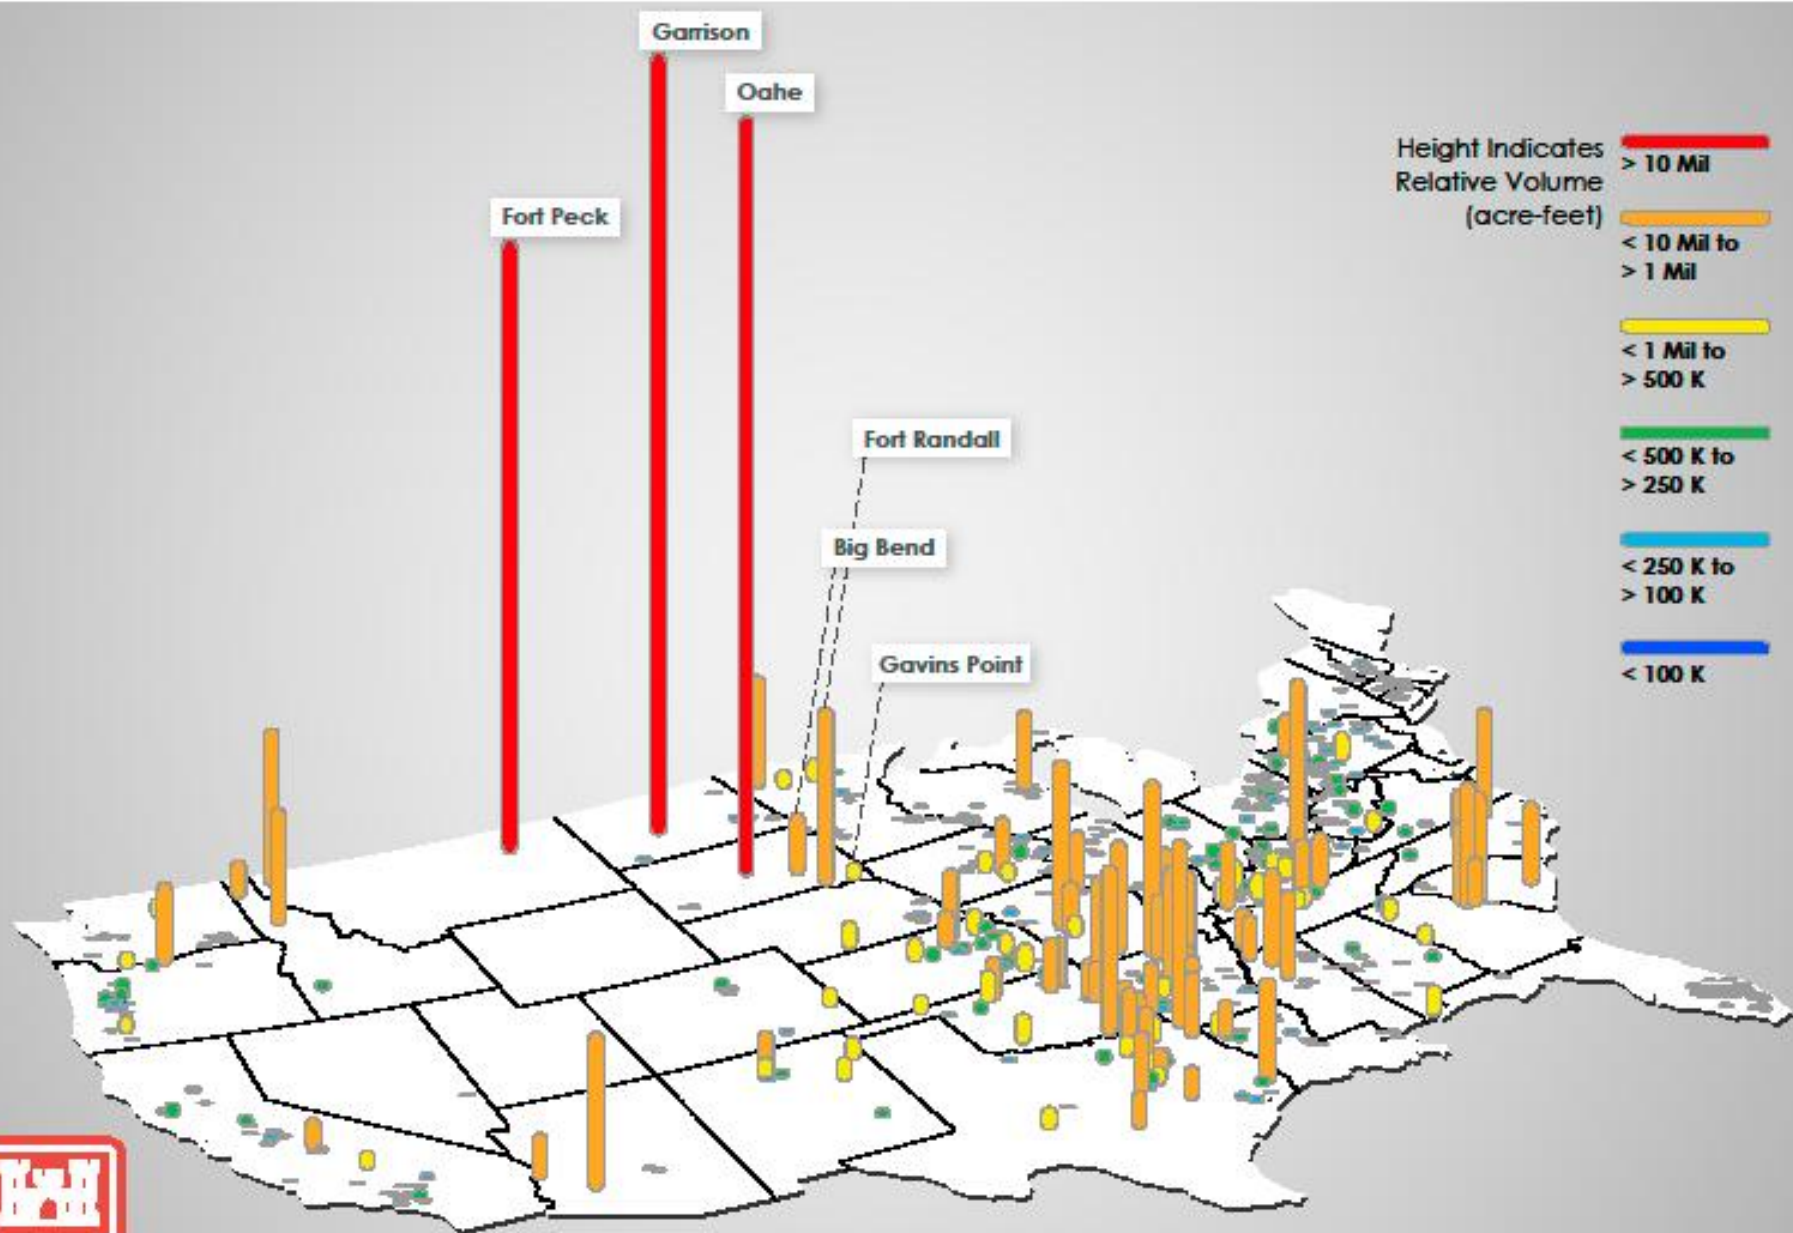 Garrison
Oahe
Fort Peck
Fort Randall
Big Bend
Gavins Point
Height Indicates
Relative Volume
(acre-feet)
> 10 Mil
< 10 Mil to
> 1 Mil
< 1 Mil to
> 500 K
< 500 K to
> 250 K
< 250 K to
> 100 K
< 100 K